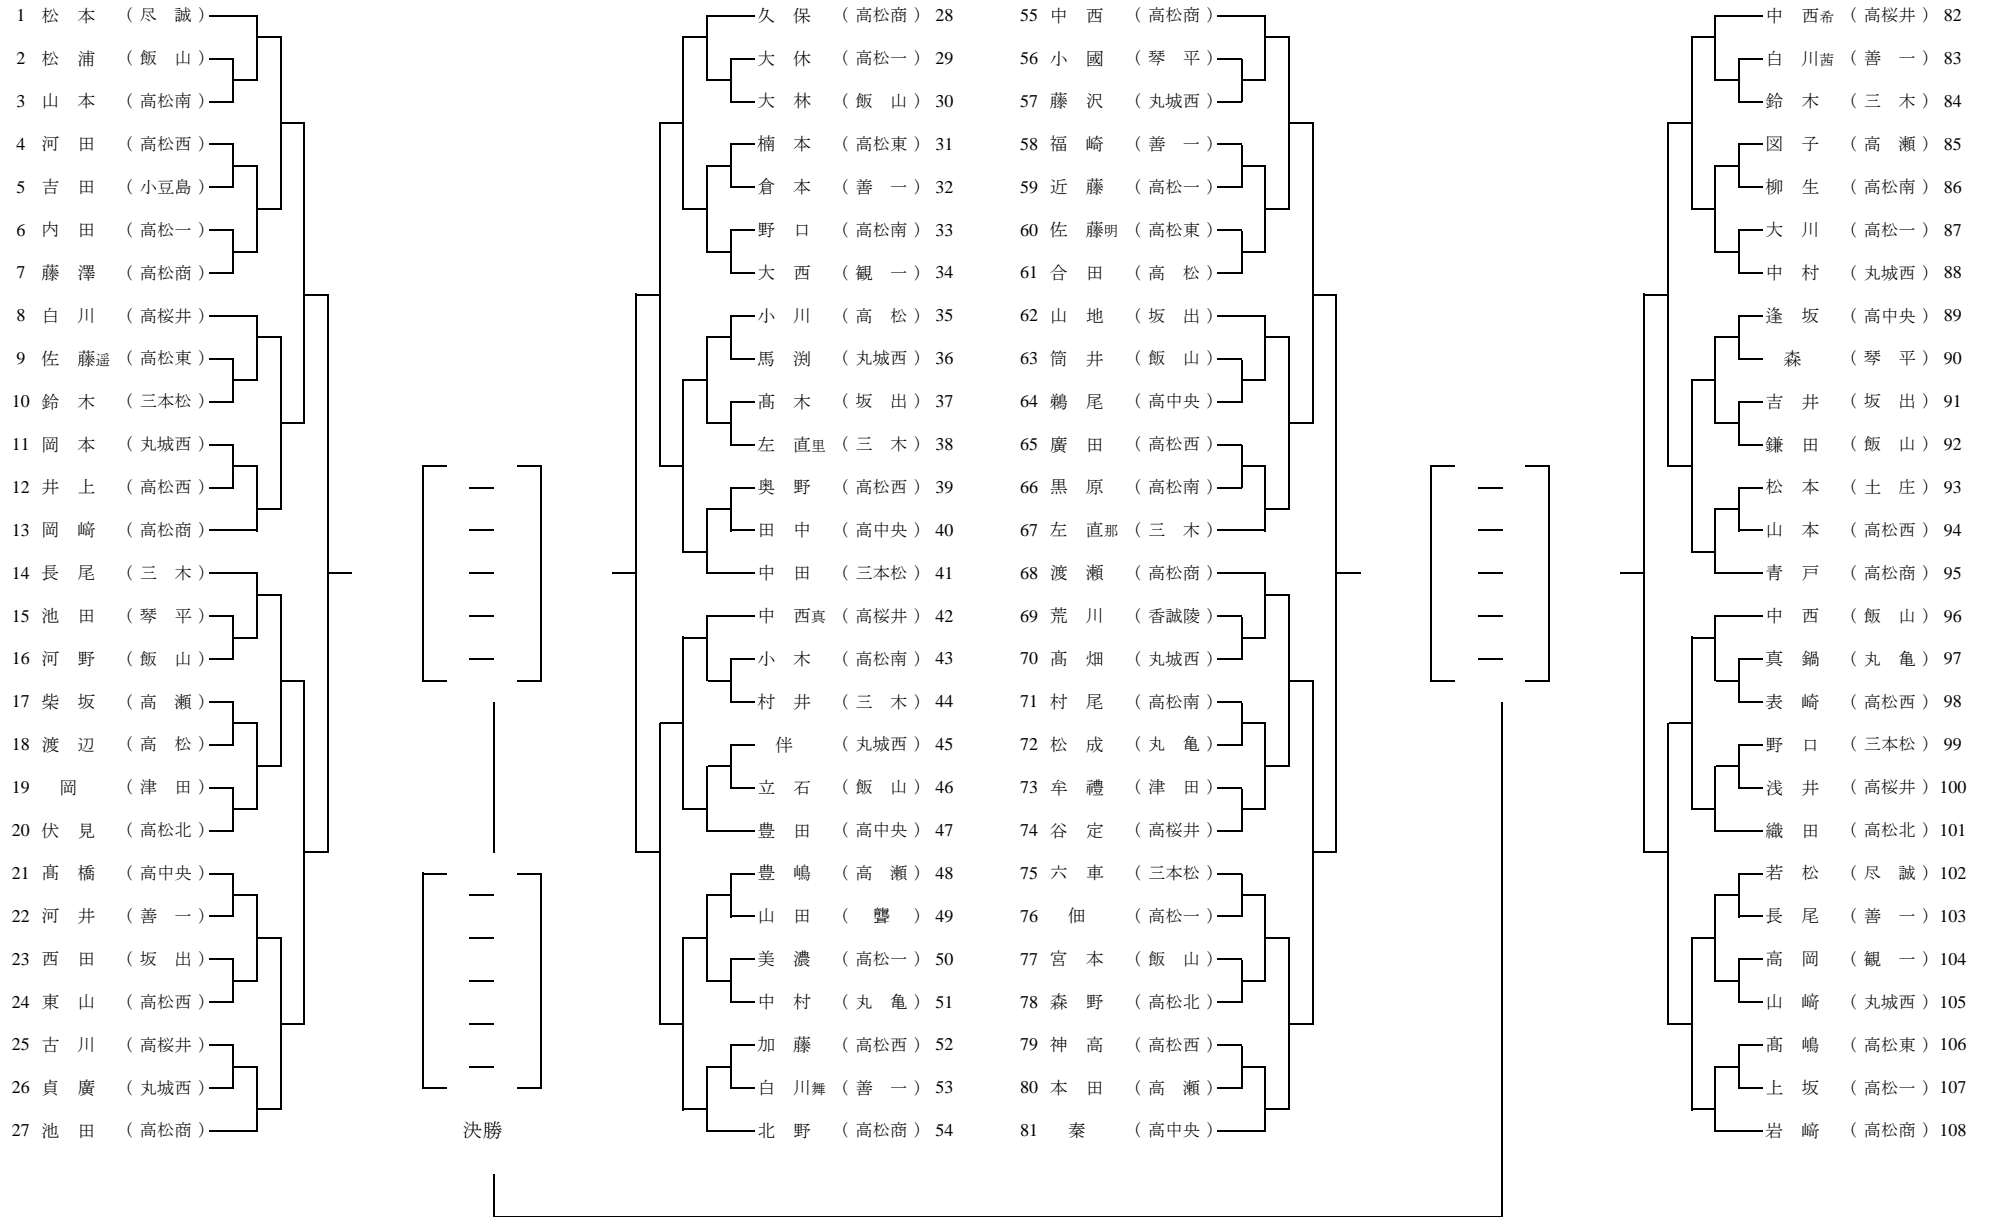 1 松本 （尽 誠）
2 松浦 （飯 山）
3 山本 （高松南）
4 河田 （高松西）
5 吉田 （小豆島）
6 内田 （高松一）
7 藤澤 （高松商）
8 白川 （高桜井）
9 佐藤遥 （高松東）
10 鈴木 （三本松）
11 岡本 （丸城西）
12 井上 （高松西）
13 岡﨑 （高松商）
14 長尾 （三 木）
15 池田 （琴 平）
16 河野 （飯 山）
17 柴坂 （高 瀬）
18 渡辺 （高 松）
19 岡 （津 田）
20 伏見 （高松北）
21 髙橋 （高中央）
22 河井 （善 一）
23 西田 （坂 出）
24 東山 （高松西）
25 古川 （高桜井）
26 貞廣 （丸城西）
27 池田 （高松商）
決勝
久保 （高松商） 28
大休 （高松一） 29
大林 （飯 山） 30
楠本 （高松東） 31
倉本 （善 一） 32
野口 （高松南） 33
大西 （観 一） 34
小川 （高 松） 35
馬渕 （丸城西） 36
髙木 （坂 出） 37
左直里 （三 木） 38
奥野 （高松西） 39
田中 （高中央） 40
中田 （三本松） 41
中西真 （高桜井） 42
小木 （高松南） 43
村井 （三 木） 44
伴 （丸城西） 45
立石 （飯 山） 46
豊田 （高中央） 47
豊嶋 （高 瀬） 48
山田 （ 聾 ） 49
美濃 （高松一） 50
中村 （丸 亀） 51
加藤 （高松西） 52
白川舞 （善 一） 53
北野 （高松商） 54
55 中西 （高松商）
56 小國 （琴 平）
57 藤沢 （丸城西）
58 福崎 （善 一）
59 近藤 （高松一）
60 佐藤明 （高松東）
61 合田 （高 松）
62 山地 （坂 出）
63 筒井 （飯 山）
64 鵜尾 （高中央）
65 廣田 （高松西）
66 黒原 （高松南）
67 左直那 （三 木）
68 渡瀬 （高松商）
69 荒川 （香誠陵）
70 髙畑 （丸城西）
71 村尾 （高松南）
72 松成 （丸 亀）
73 牟禮 （津 田）
74 谷定 （高桜井）
75 六車 （三本松）
76 佃 （高松一）
77 宮本 （飯 山）
78 森野 （高松北）
79 神高 （高松西）
80 本田 （高 瀬）
81 秦 （高中央）
中西希 （高桜井） 82
白川茜 （善 一） 83
鈴木 （三 木） 84
図子 （高 瀬） 85
柳生 （高松南） 86
大川 （高松一） 87
中村 （丸城西） 88
逢坂 （高中央） 89
森 （琴 平） 90
吉井 （坂 出） 91
鎌田 （飯 山） 92
松本 （土 庄） 93
山本 （高松西） 94
青戸 （高松商） 95
中西 （飯 山） 96
真鍋 （丸 亀） 97
表崎 （高松西） 98
野口 （三本松） 99
浅井 （高桜井） 100
織田 （高松北） 101
若松 （尽 誠） 102
長尾 （善 一） 103
高岡 （観 一） 104
山﨑 （丸城西） 105
髙嶋 （高松東） 106
上坂 （高松一） 107
岩﨑 （高松商） 108